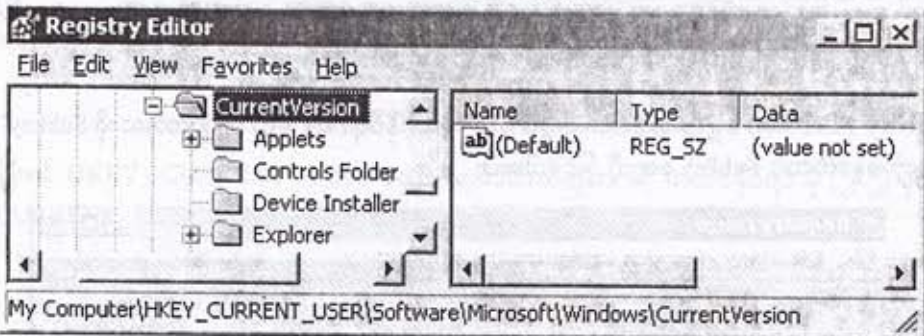 Registry Editor
File Edit View Favorites Help
CurrentVersion
Applets
Controls Folder
Device Installer
Explorer
Name Type Data
ab (Default) REG_SZ (value not set)
My Computer\HKEY_CURRENT_USER\Software\Microsoft\Windows\CurrentVersion